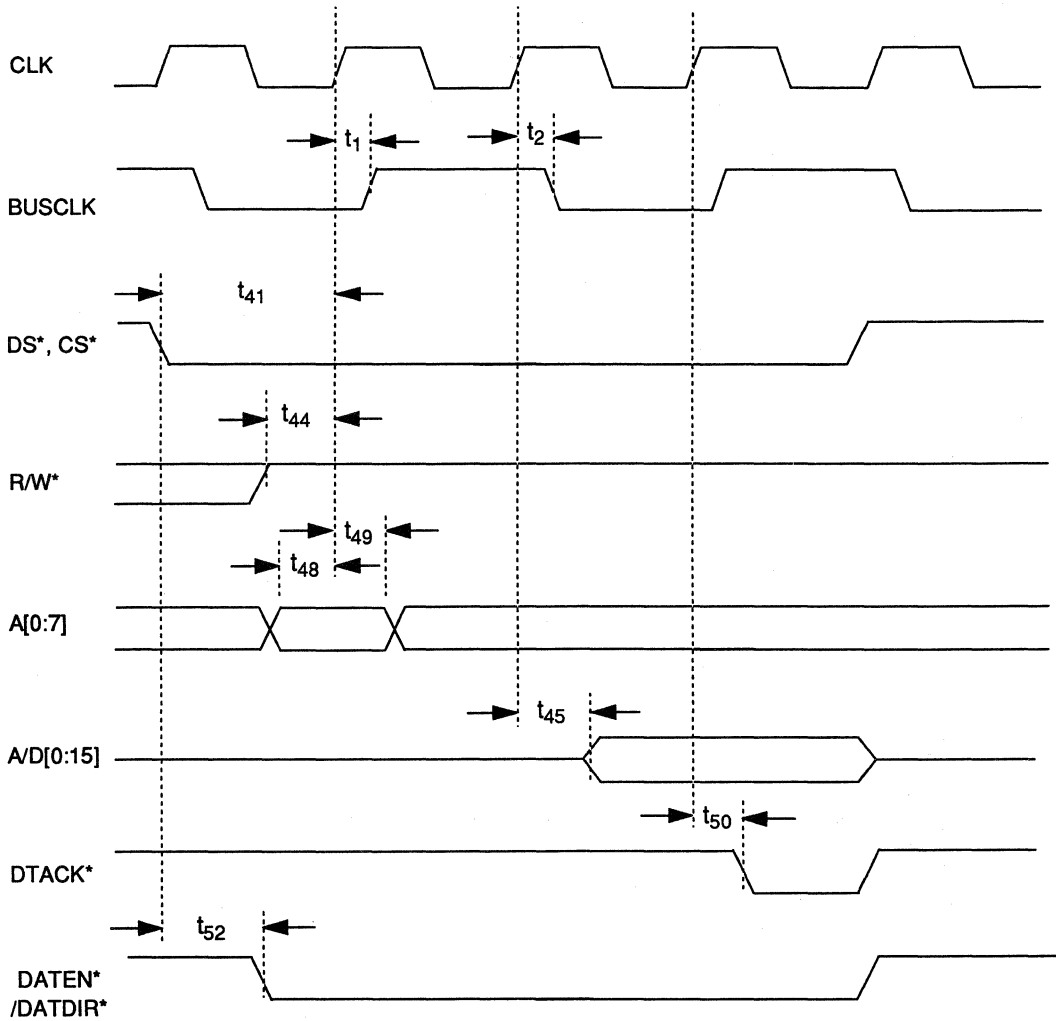 CLK
t1 t2
BUSCLK
t41
DS*, CS*
t44
R/W*
t49
t48
A[0:7]
t45
A/D[0:15]
t50
DTACK*
t52
DATEN*
/DATDIR*